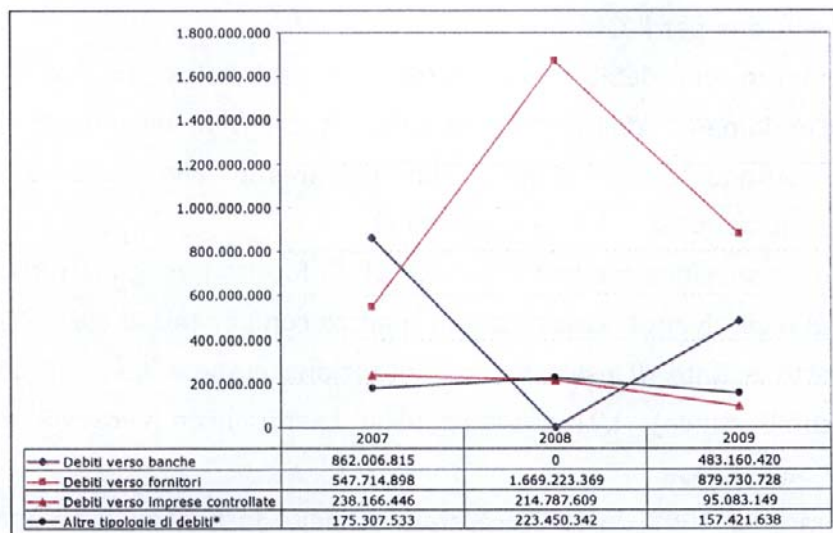 1.800.000.000
1.600.000.000
1.400.000.000
1.200.000.000
1.000.000.000
800.000.000
600.000.000
400.000.000
200.000.000
0
2007 2008 2009
Debiti verso banche 862.006.815 0 483.160.420
Debiti verso fornitori 547.714.898 1.669.223.369 879.730.728
Debiti verso imprese controllate 238.166.446 214.787.609 95.083.149
Altre tipologie di debiti* 175.307.533 223.450.342 157.421.638